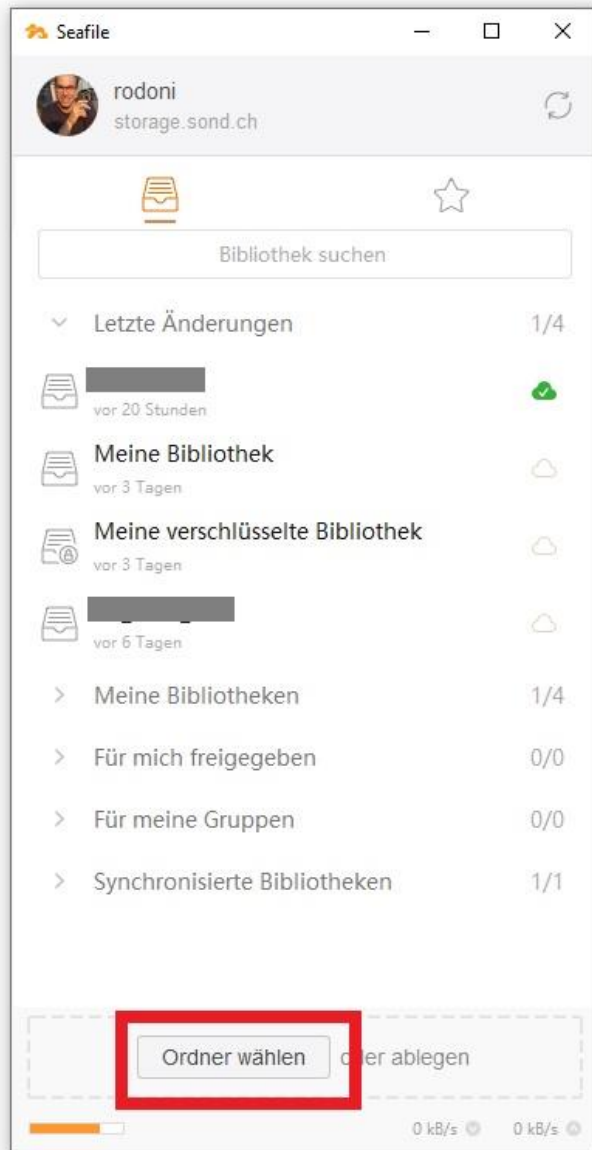 Seafile
rodoni
storage.sond.ch
Bibliothek suchen
Letzte Änderungen 1/4
vor 20 Stunden
Meine Bibliothek
vor 3 Tagen
Meine verschlüsselte Bibliothek
vor 3 Tagen
vor 6 Tagen
Meine Bibliotheken 1/4
Für mich freigegeben 0/0
Für meine Gruppen 0/0
Synchronisierte Bibliotheken 1/1
Ordner wählen oder ablegen
0 kB/s 0 kB/s